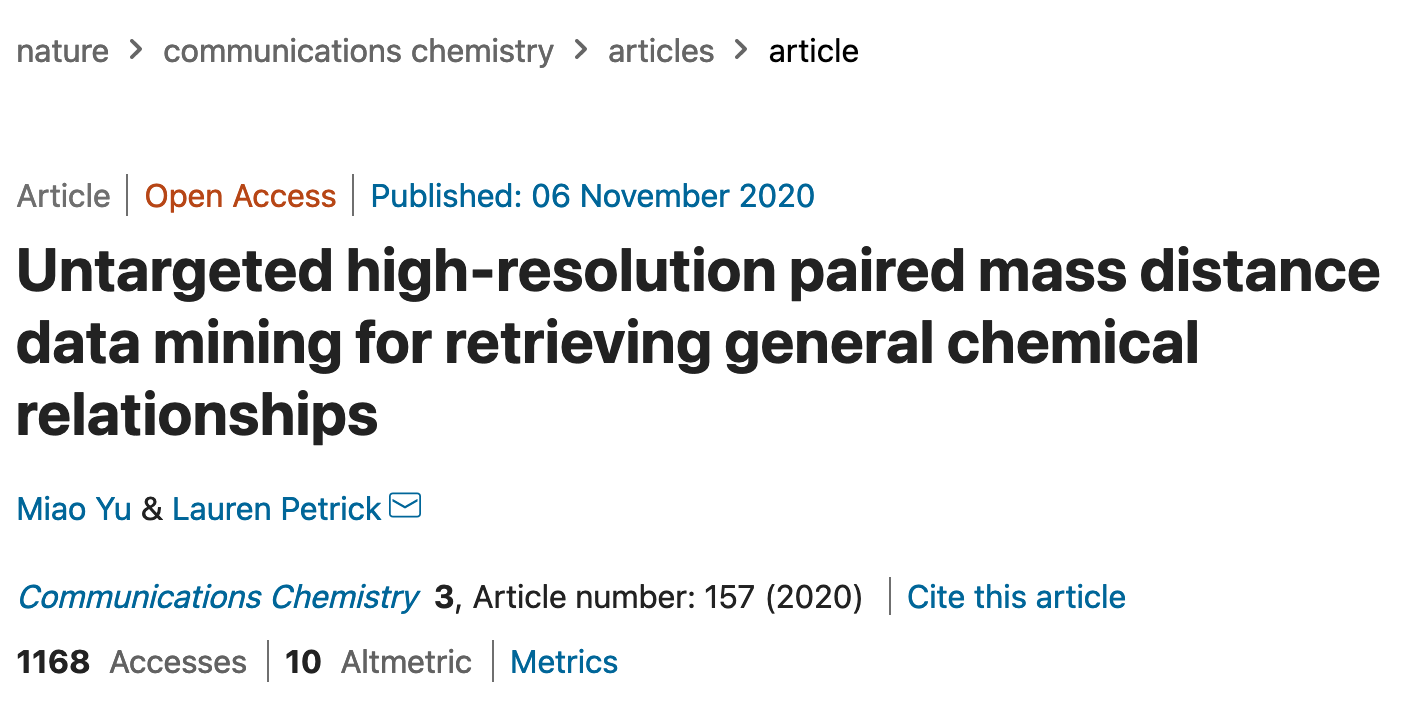 nature > communications chemistry > articles > article
Article | Open Access | Published: 06 November 2020
Untargeted high-resolution paired mass distance
data mining for retrieving general chemical
relationships
Miao Yu & Lauren Petrick
Communications Chemistry 3, Article number: 157 (2020) | Cite this article
1168 Accesses | 10 Altmetric | Metrics